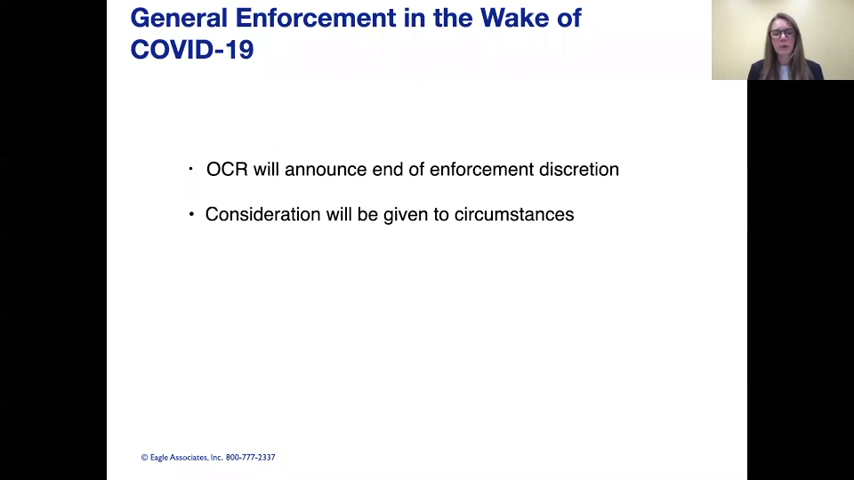 General Enforcement in the Wake of
COVID-19
• OCR will announce end of enforcement discretion
• Consideration will be given to circumstances
© Eagle Associates, Inc. 800-777-2337